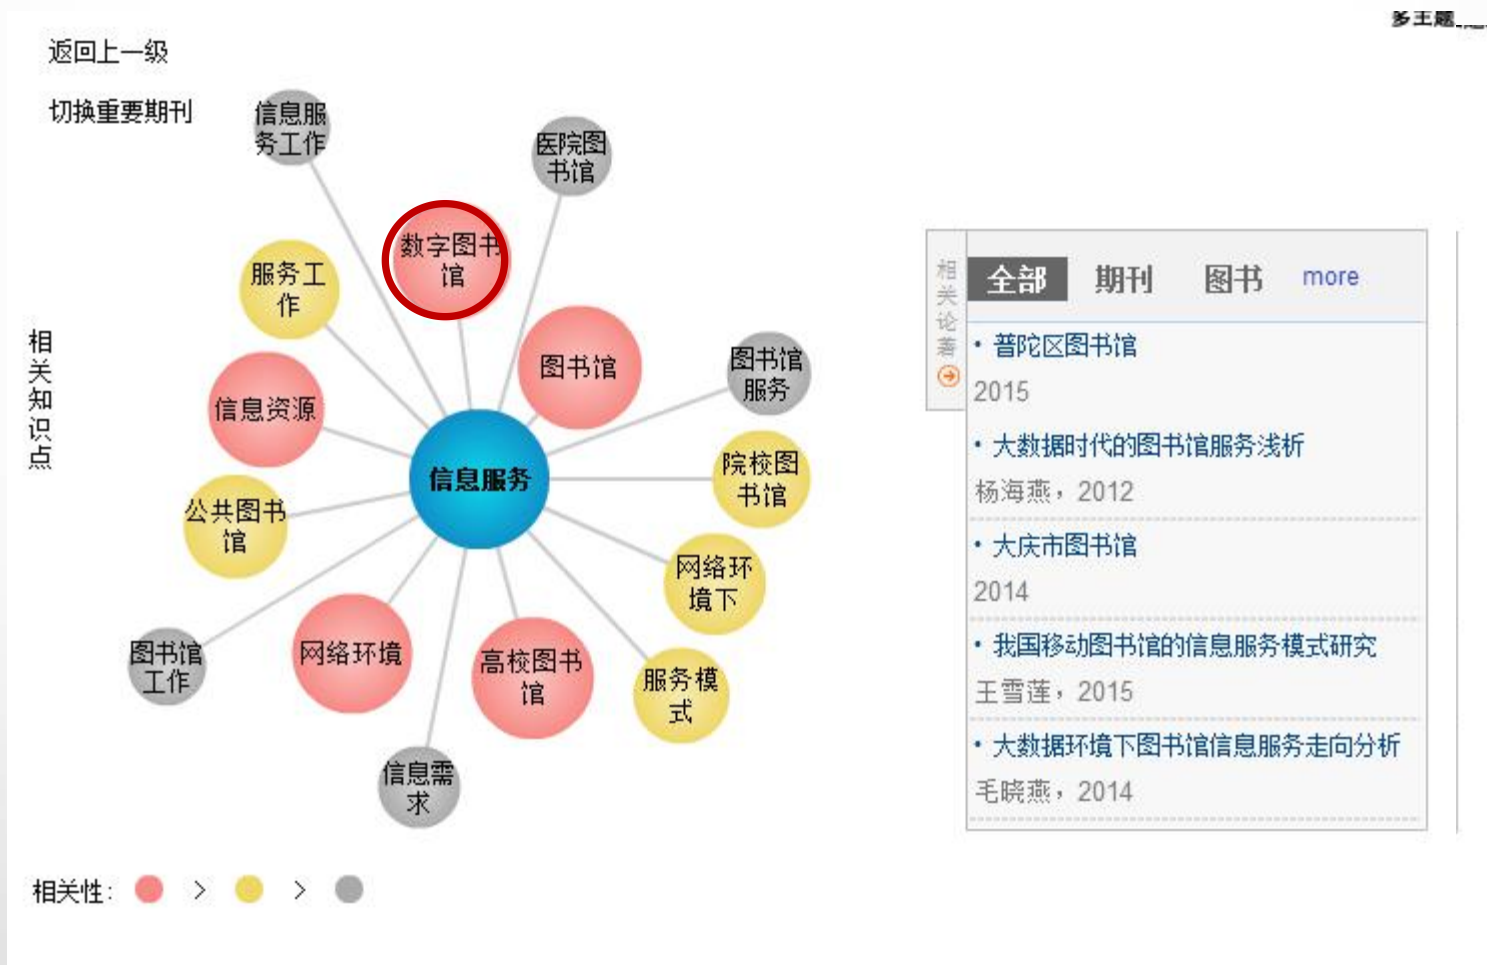 多主题
返回上一级
切换重要期刊
信息服
务工作
医院图
书馆
数字图书
馆
服务工
作
图书馆
图书馆
服务
信息资源
信息服务
院校图
书馆
公共图书
馆
网络环
境下
图书馆
工作
网络环境
高校图书
馆
服务模
式
信息需
求
相关知识点
相关性：
>
>
相关论著
全部 期刊 图书 more
• 普陀区图书馆
2015
• 大数据时代的图书馆服务浅析
杨海燕，2012
• 大庆市图书馆
2014
• 我国移动图书馆的信息服务模式研究
王雪莲，2015
• 大数据环境下图书馆信息服务走向分析
毛晓燕，2014